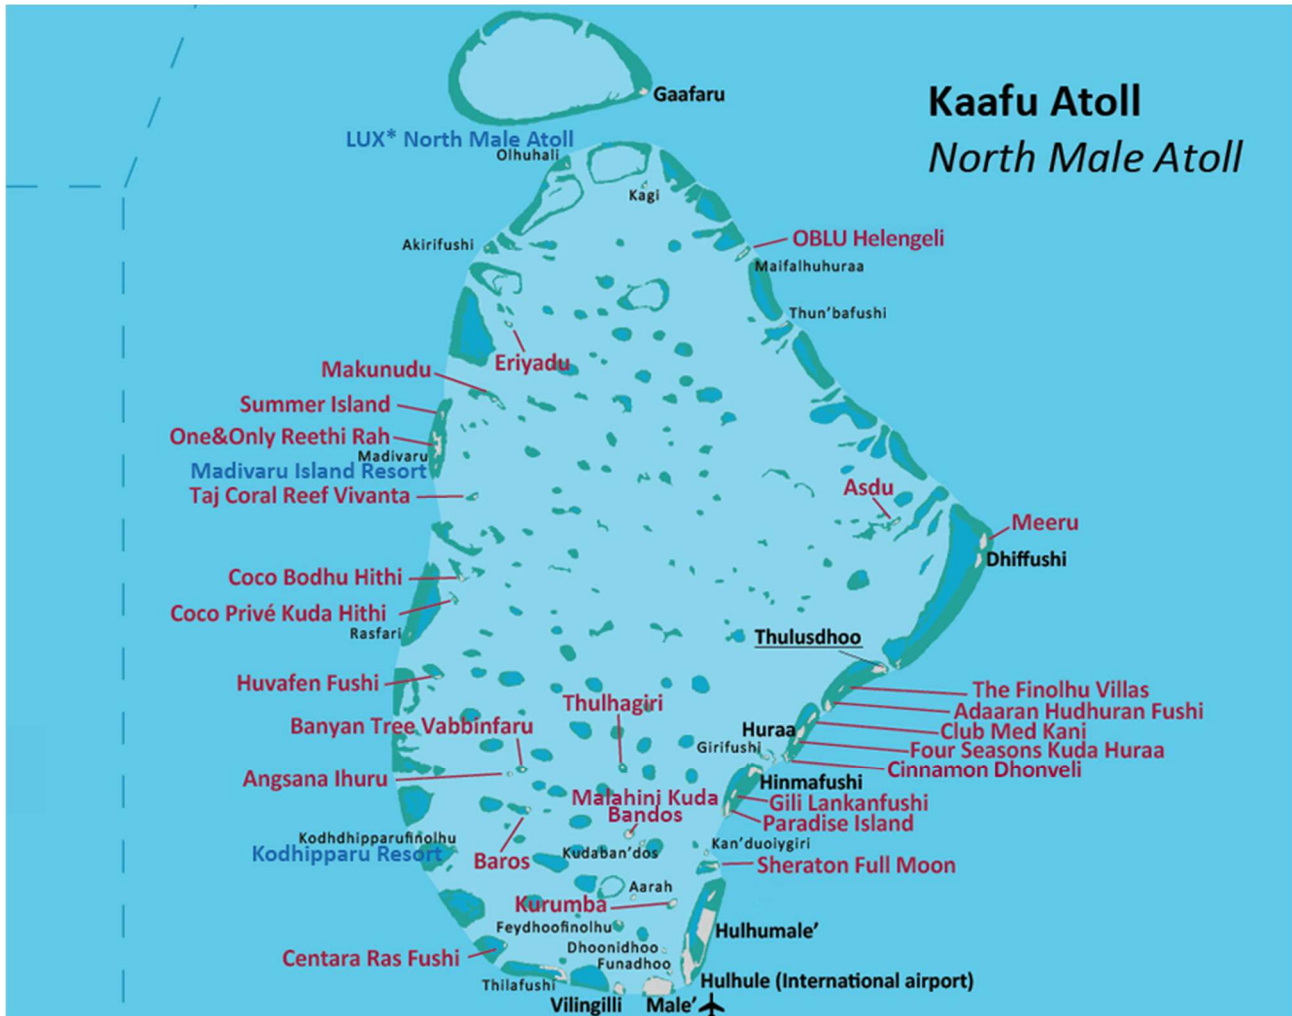 Gaafaru
Kaafu Atoll
North Male Atoll
LUX* North Male Atoll
Olhuhali
Kagi
Akirifushi
OBLU Helengeli
Maifalhuhuraa
Thun'bafushi
Eriyadu
Makunudu
Summer Island
One&Only Reethi Rah
Madivaru
Madivaru Island Resort
Taj Coral Reef Vivanta
Asdu
Meeru
Dhiffushi
Coco Bodhu Hithi
Coco Privé Kuda Hithi
Rasfari
Thulusdhoo
Huvafen Fushi
The Finolhu Villas
Thulhagiri
Adaaran Hudhuran Fushi
Banyan Tree Vabbinfaru
Huraa
Club Med Kani
Girifushi
Four Seasons Kuda Huraa
Cinnamon Dhonveli
Angsana Ihuru
Hinmafushi
Malahini Kuda
Bandos
Gili Lankanfushi
Paradise Island
Kodhdhipparufinolhu
Kodhipparu Resort
Baros
Kudaban'dos
Kan'duoiygiri
Sheraton Full Moon
Aarah
Kurumba
Feydhoofinolhu
Hulhumale'
Dhoonidhoo
Centara Ras Fushi
Funadhoo
Thilafushi
Hulhule (International airport)
Vilingilli
Male'